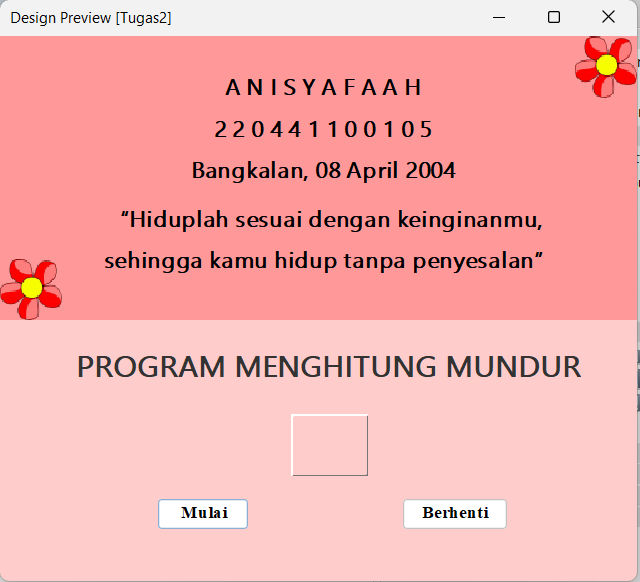 Design Preview [Tugas2]
A N I S Y A F A A H
2 2 0 4 4 1 1 0 0 1 0 5
Bangkalan, 08 April 2004
“Hiduplah sesuai dengan keinginanmu,
sehingga kamu hidup tanpa penyesalan”
PROGRAM MENGHITUNG MUNDUR
Mulai
Berhenti